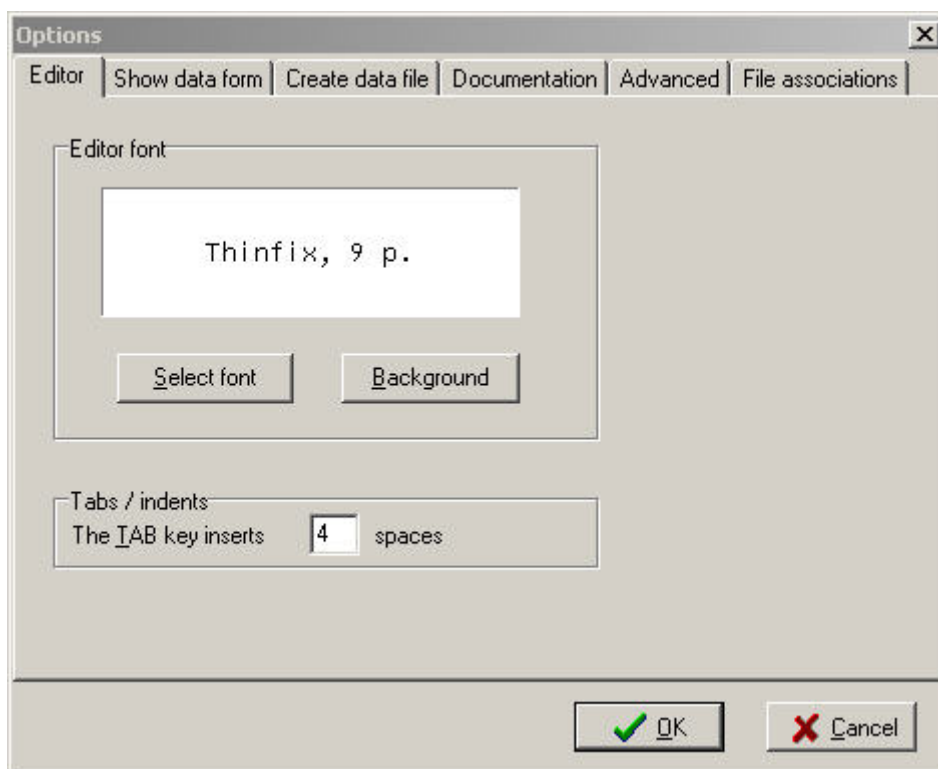 Options
Editor Show data form Create data file Documentation Advanced File associations
Editor font
Thinfix, 9 p.
Select font Background
Tabs / indents
The TAB key inserts 4 spaces
OK Cancel